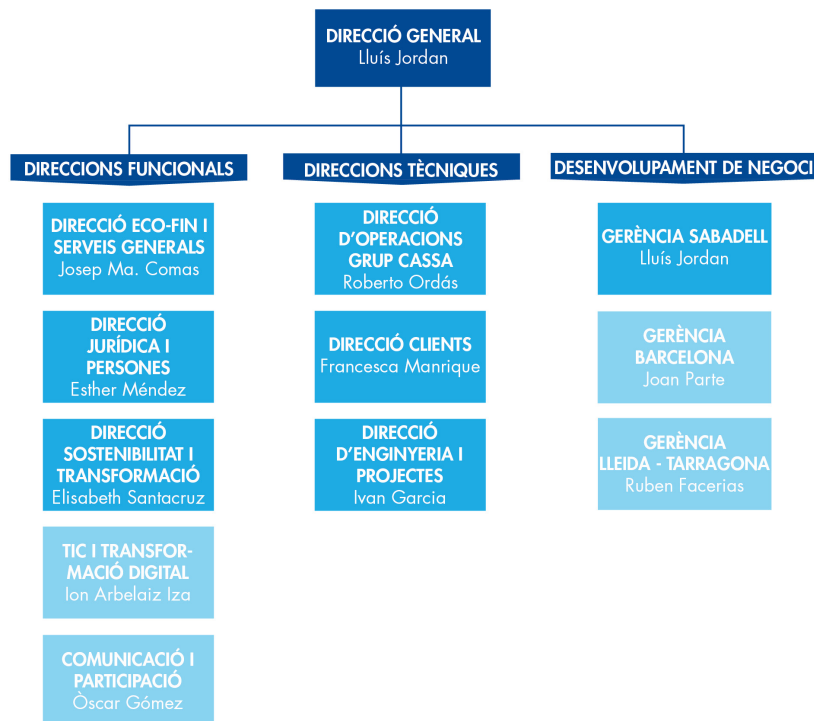 DIRECCIÓ GENERAL
Lluís Jordan
DIRECCIONS FUNCIONALS
DIRECCIÓ ECO-FIN I
SERVEIS GENERALS
Josep Ma. Comas
DIRECCIÓ
JURÍDICA I
PERSONES
Esther Méndez
DIRECCIÓ
SOSTENIBILITAT I
TRANSFORMACIÓ
Elisabeth Santacruz
TIC I TRANSFOR-
MACIÓ DIGITAL
Ion Arbelaiz Iza
COMUNICACIÓ I
PARTICIPACIÓ
Òscar Gómez
DIRECCIONS TÈCNIQUES
DIRECCIÓ
D'OPERACIONS
GRUP CASSA
Roberto Ordás
DIRECCIÓ CLIENTS
Francesca Manrique
DIRECCIÓ
D'ENGINYERIA I
PROJECTES
Ivan García
DESENVOLUPAMENT DE NEGOCI
GERÈNCIA SABADELL
Lluís Jordan
GERÈNCIA
BARCELONA
Joan Parte
GERÈNCIA
LLEIDA - TARRAGONA
Ruben Facerias